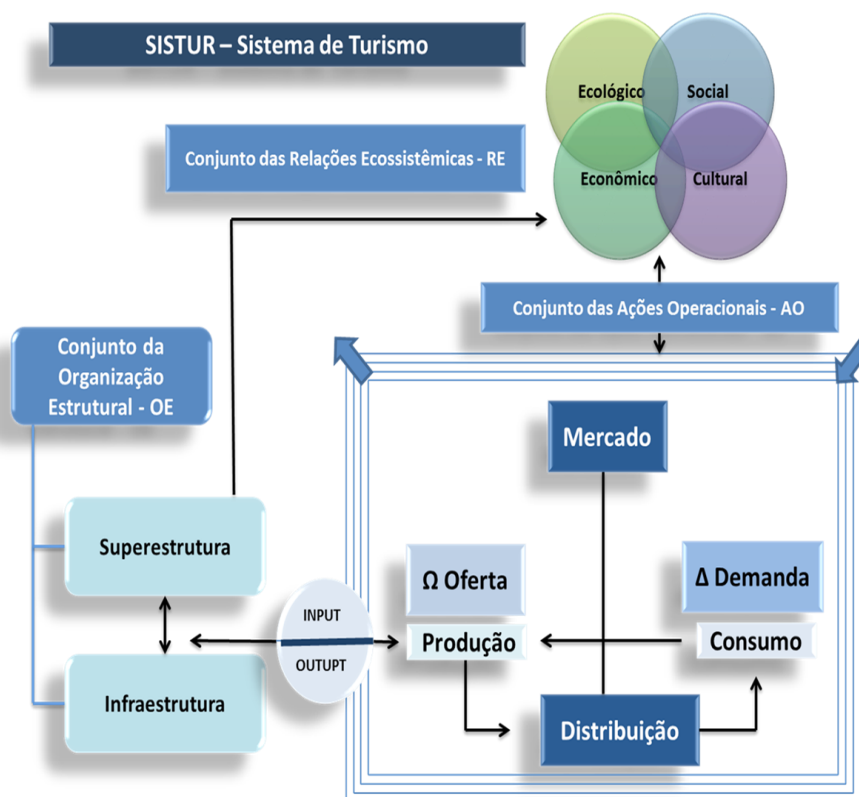 SISTUR – Sistema de Turismo
Ecológico
Social
Conjunto das Relações Ecossistêmicas - RE
Econômico
Cultural
Conjunto das Ações Operacionais - AO
Conjunto da
Organização
Estrutural - OE
Mercado
Superestrutura
Ω Oferta
Δ Demanda
INPUT
Produção
Consumo
OUTUPT
Infraestrutura
Distribuição